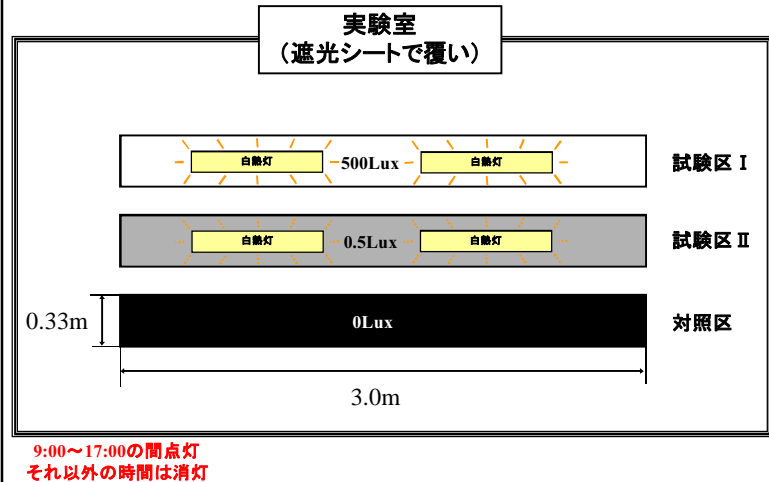 実験室
（遮光シートで覆い）
白熱灯
500Lux
白熱灯
試験区Ⅰ
白熱灯
0.5Lux
白熱灯
試験区Ⅱ
0.33m
0Lux
対照区
3.0m
9:00～17:00の間点灯
それ以外の時間は消灯